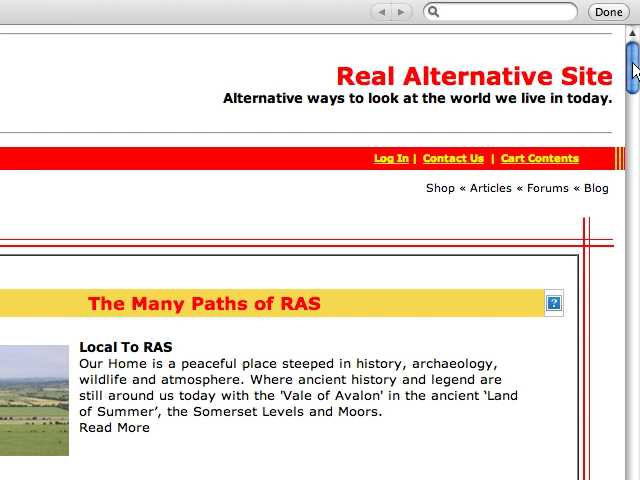 Done
Real Alternative Site
Alternative ways to look at the world we live in today.
Log In | Contact Us | Cart Contents
Shop « Articles « Forums « Blog
The Many Paths of RAS
?
Local To RAS
Our Home is a peaceful place steeped in history, archaeology,
wildlife and atmosphere. Where ancient history and legend are
still around us today with the 'Vale of Avalon' in the ancient ‘Land
of Summer’, the Somerset Levels and Moors.
Read More